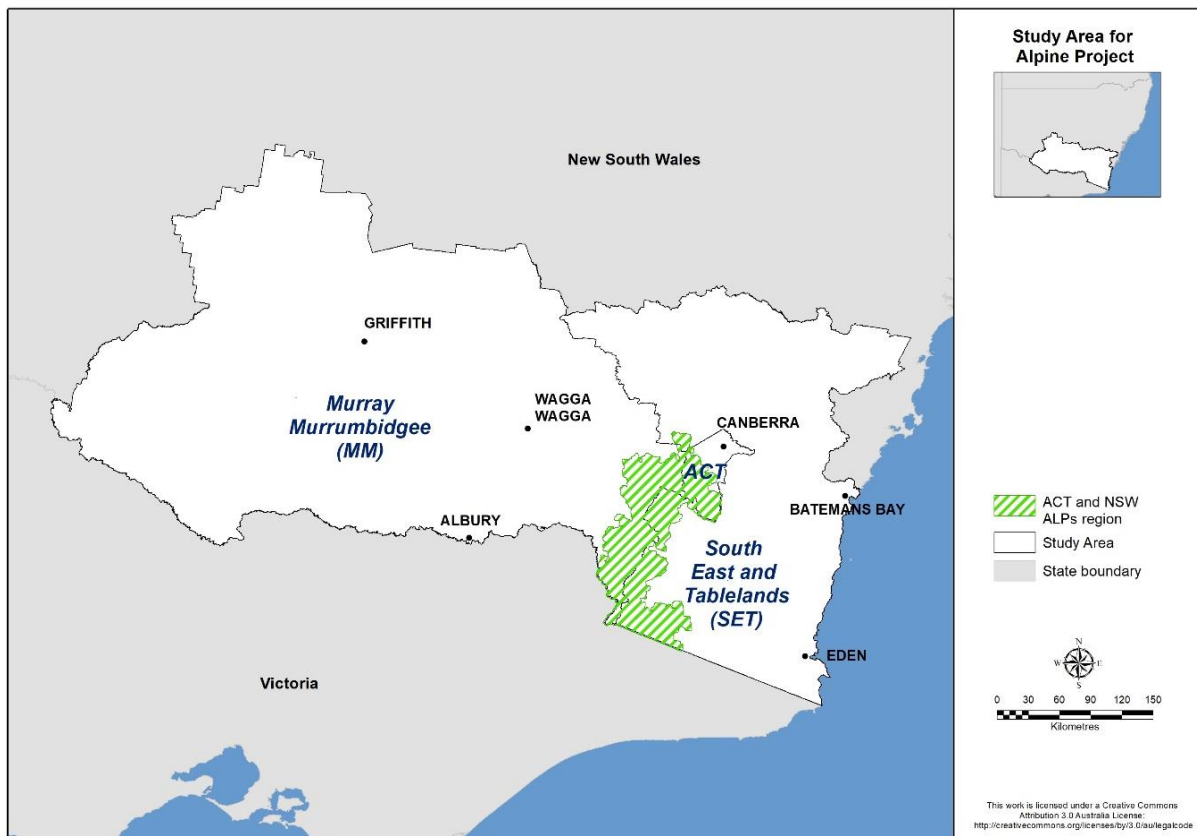 New South Wales
GRIFFITH
WAGGA
WAGGA
Murray
Murrumbidgee
(MM)
CANBERRA
ACT
BATEMANS BAY
ALBURY
South
East and
Tablelands
(SET)
EDEN
Victoria
Study Area for
Alpine Project
ACT and NSW
ALPs region
Study Area
State boundary
N
W E
S
0 30 60 90 120 150
Kilometres
This work is licensed under a Creative Commons
Attribution 3.0 Australia License:
http://creativecommons.org/licenses/by/3.0/au/legalcode